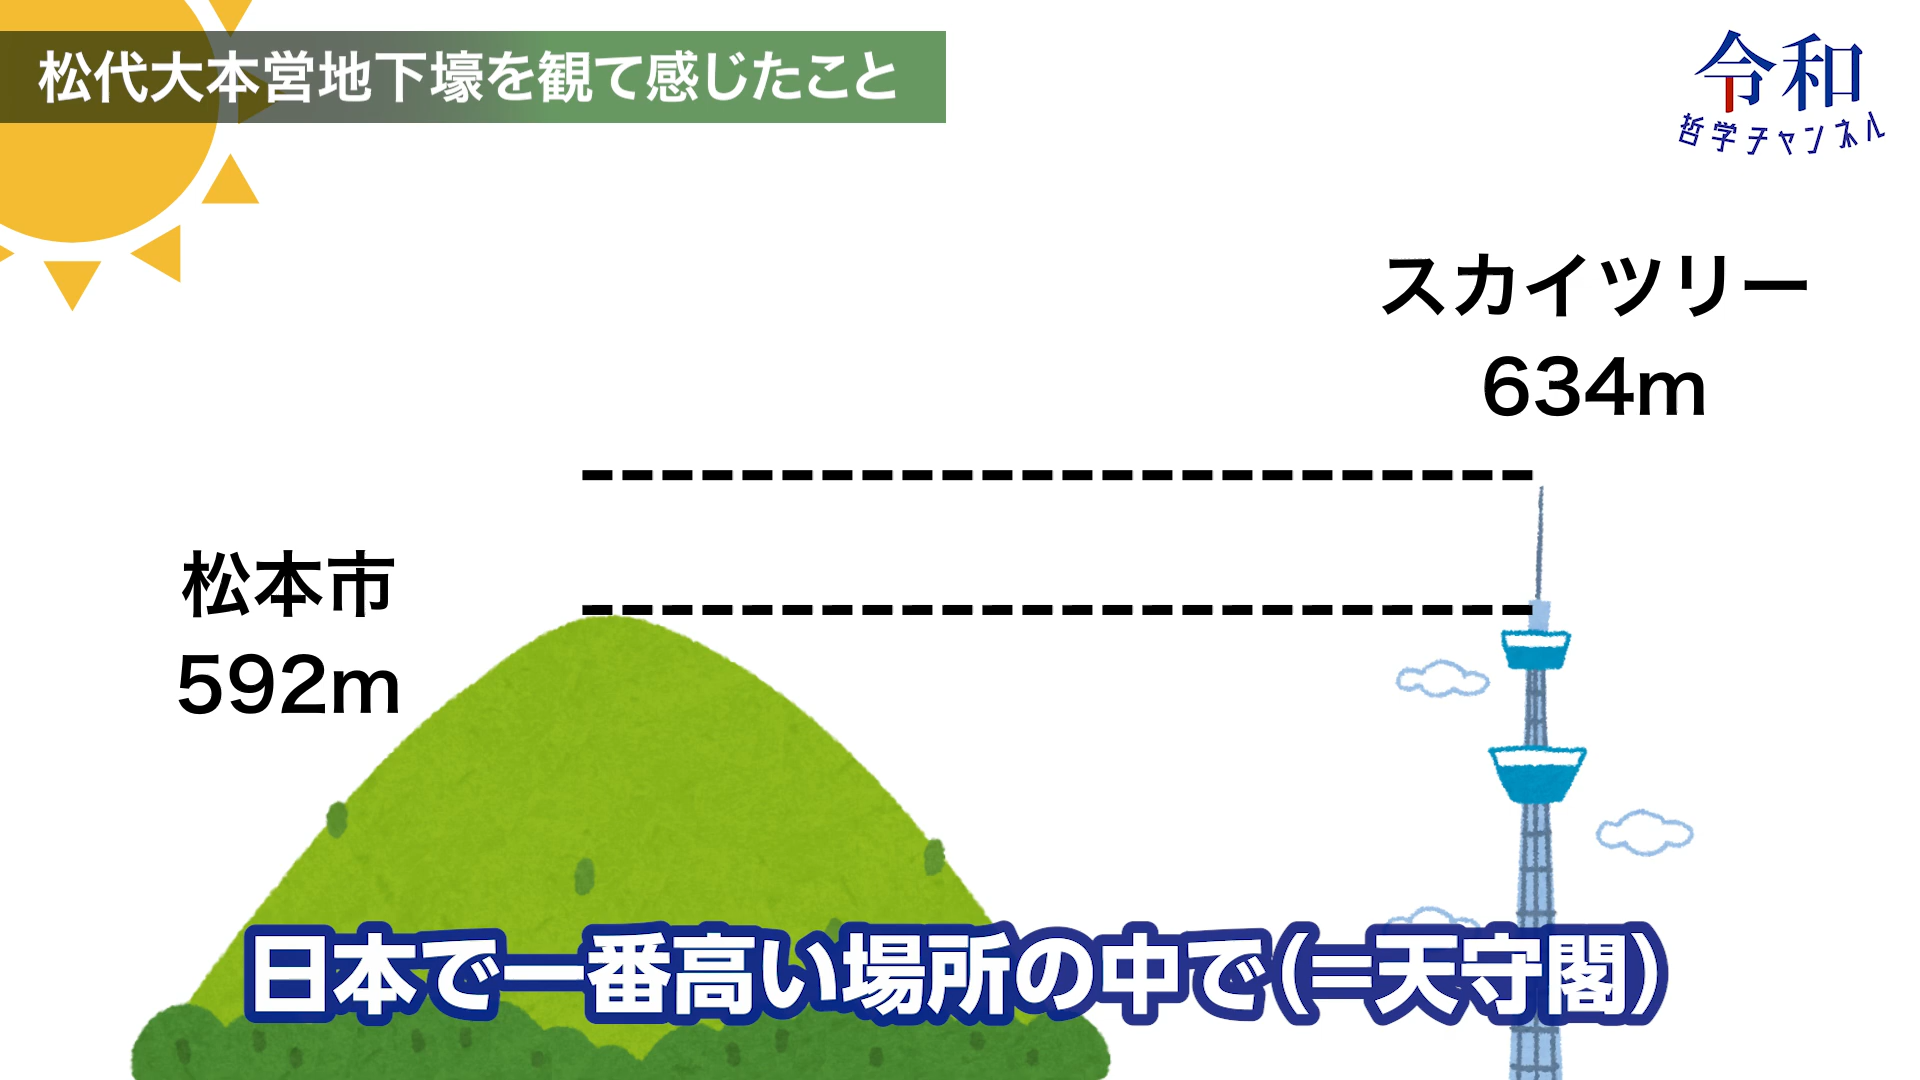 松代大本営地下壕を観て感じたこと
令和
哲学チャンネル
スカイツリー
634m
松本市
592m
日本で一番高い場所の中で(=天守閣)